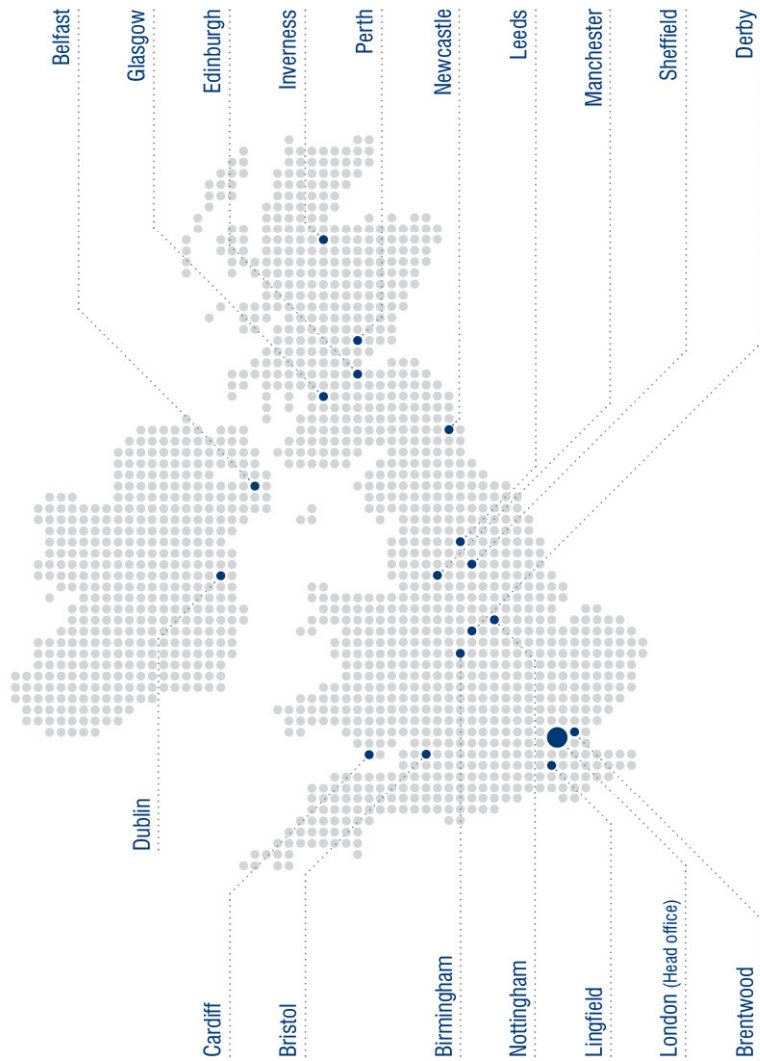 Belfast
Glasgow
Edinburgh
Inverness
Perth
Newcastle
Leeds
Manchester
Sheffield
Derby
Dublin
Cardiff
Bristol
Birmingham
Nottingham
Lingfield
London (Head office)
Brentwood